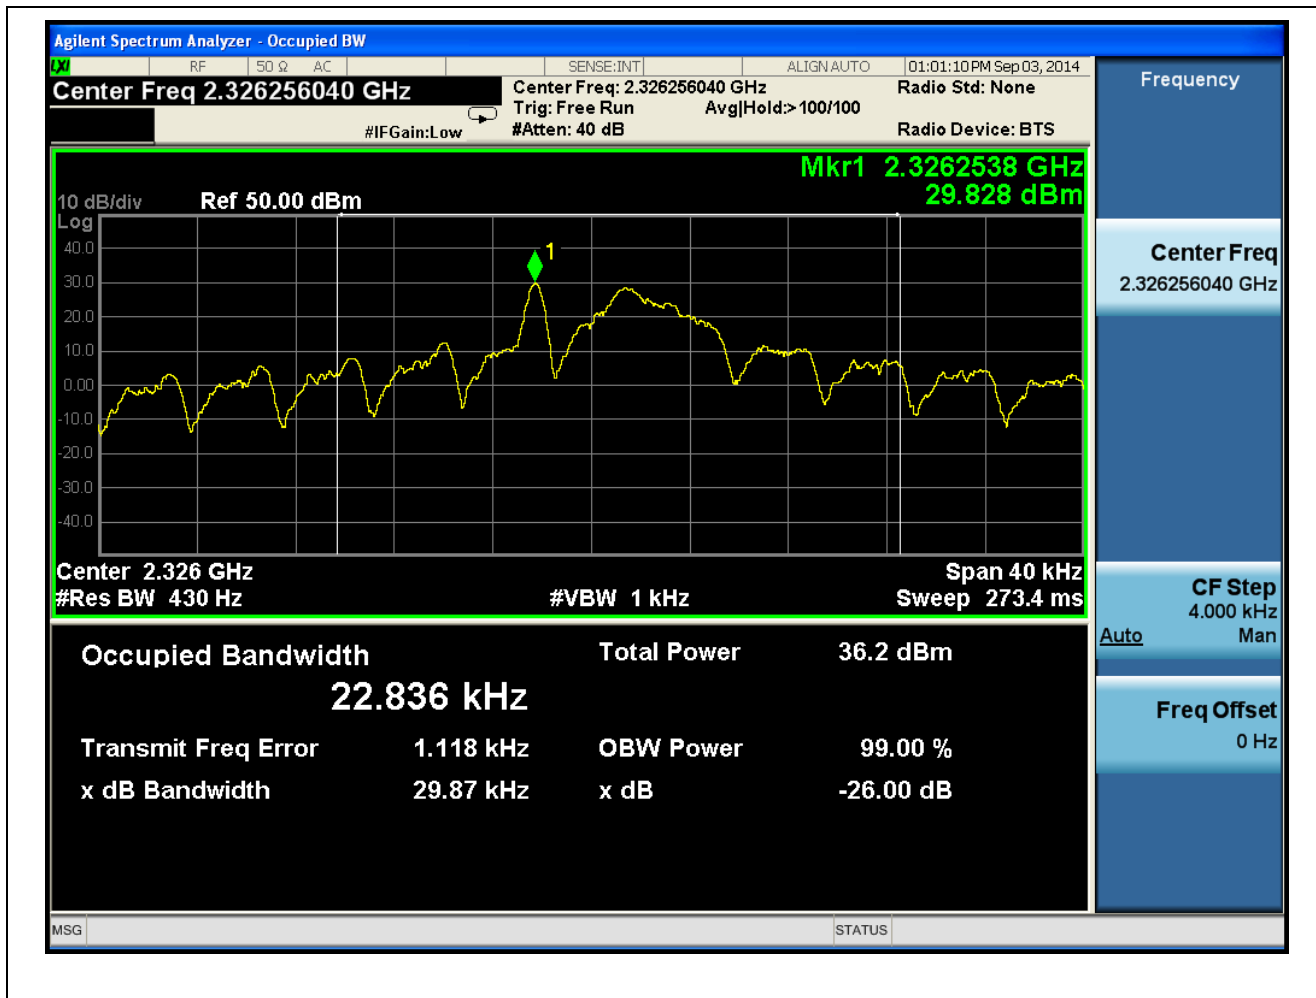 Agilent Spectrum Analyzer - Occupied BW
LXI RF 50 Ω AC SENSE:INT ALIGN AUTO 01:01:10 PM Sep 03, 2014
Center Freq 2.326256040 GHz
#IFGain:Low
Center Freq: 2.326256040 GHz
Trig: Free Run Avg|Hold:> 100/100
#Atten: 40 dB
Radio Std: None
Radio Device: BTS
Mkr1 2.3262538 GHz
29.828 dBm
10 dB/div Ref 50.00 dBm
Log
40.0
30.0
20.0
10.0
0.00
-10.0
-20.0
-30.0
-40.0
1
Center 2.326 GHz Span 40 kHz
#Res BW 430 Hz #VBW 1 kHz Sweep 273.4 ms
Occupied Bandwidth Total Power 36.2 dBm
22.836 kHz
Transmit Freq Error 1.118 kHz OBW Power 99.00 %
x dB Bandwidth 29.87 kHz x dB -26.00 dB
Frequency
Center Freq
2.326256040 GHz
CF Step
4.000 kHz
Auto Man
Freq Offset
0 Hz
MSG STATUS